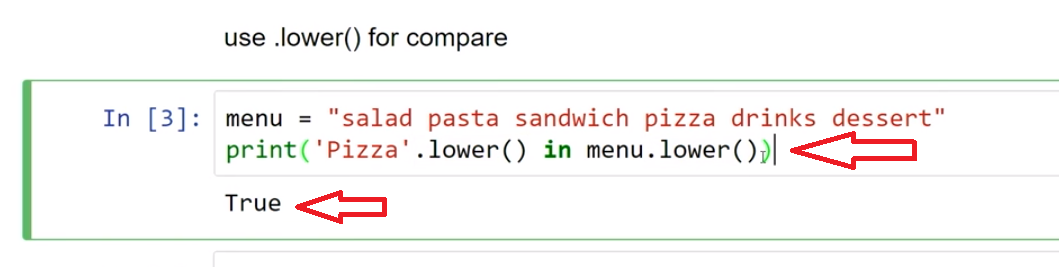 use .lower() for compare
In [3]: menu = "salad pasta sandwich pizza drinks dessert"
print('Pizza'.lower() in menu.lower())
True